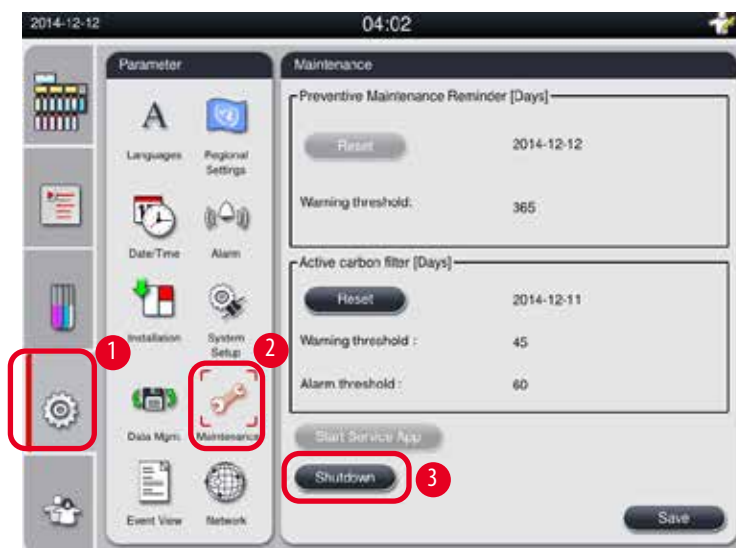 2014-12-12
04:02
Parameter
Languages
Regional
Settings
17
Date/Time
Alarm
Installation
System
Setup
Data Mgm.
Maintenance
Event View
Network
Maintenance
Preventive Maintenance Reminder [Days]
Reset
2014-12-12
Warning threshold:
365
Active carbon filter [Days]
Reset
2014-12-11
Warning threshold :
45
Alarm threshold :
60
Start Service App
Shutdown
Save
1
2
3
A